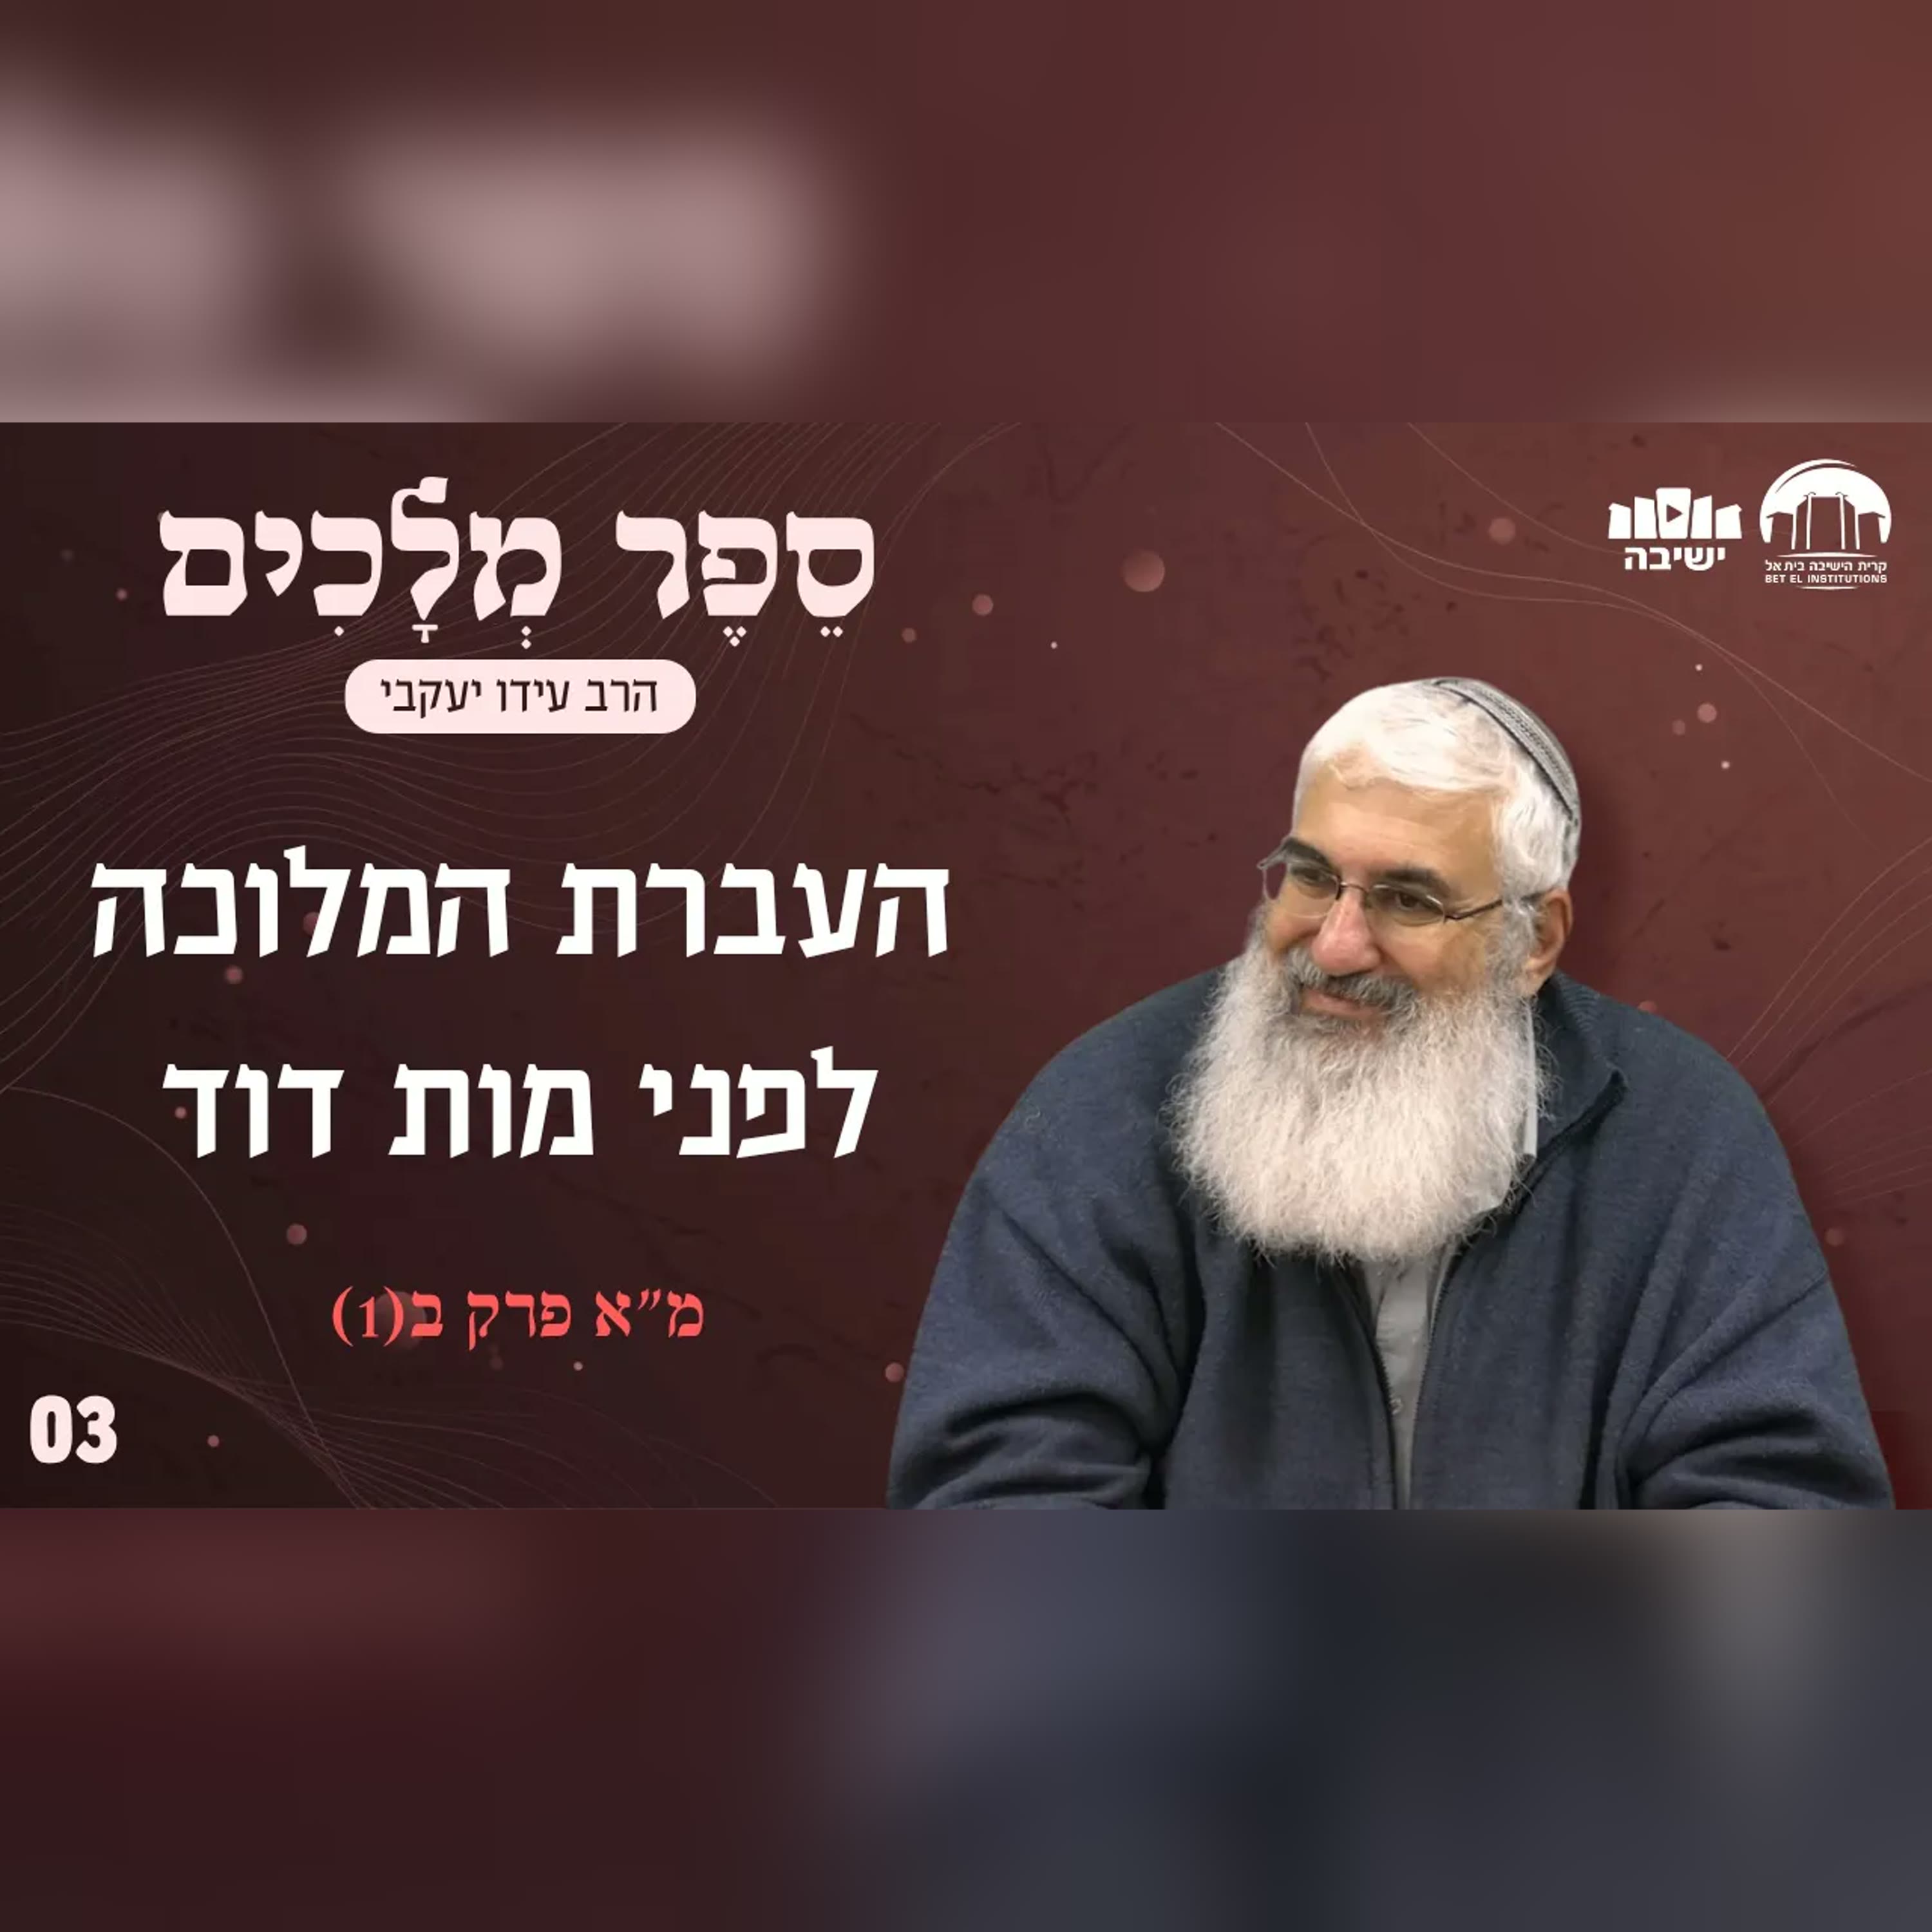 סֵפֶר מְלָכִים
הרב עידו יעקבי
העברת המלוכה
לפני מות דוד
מ״א פרק ב(1)
03
ישיבה
קרית הישיבה בית אל
BET EL INSTITUTIONS